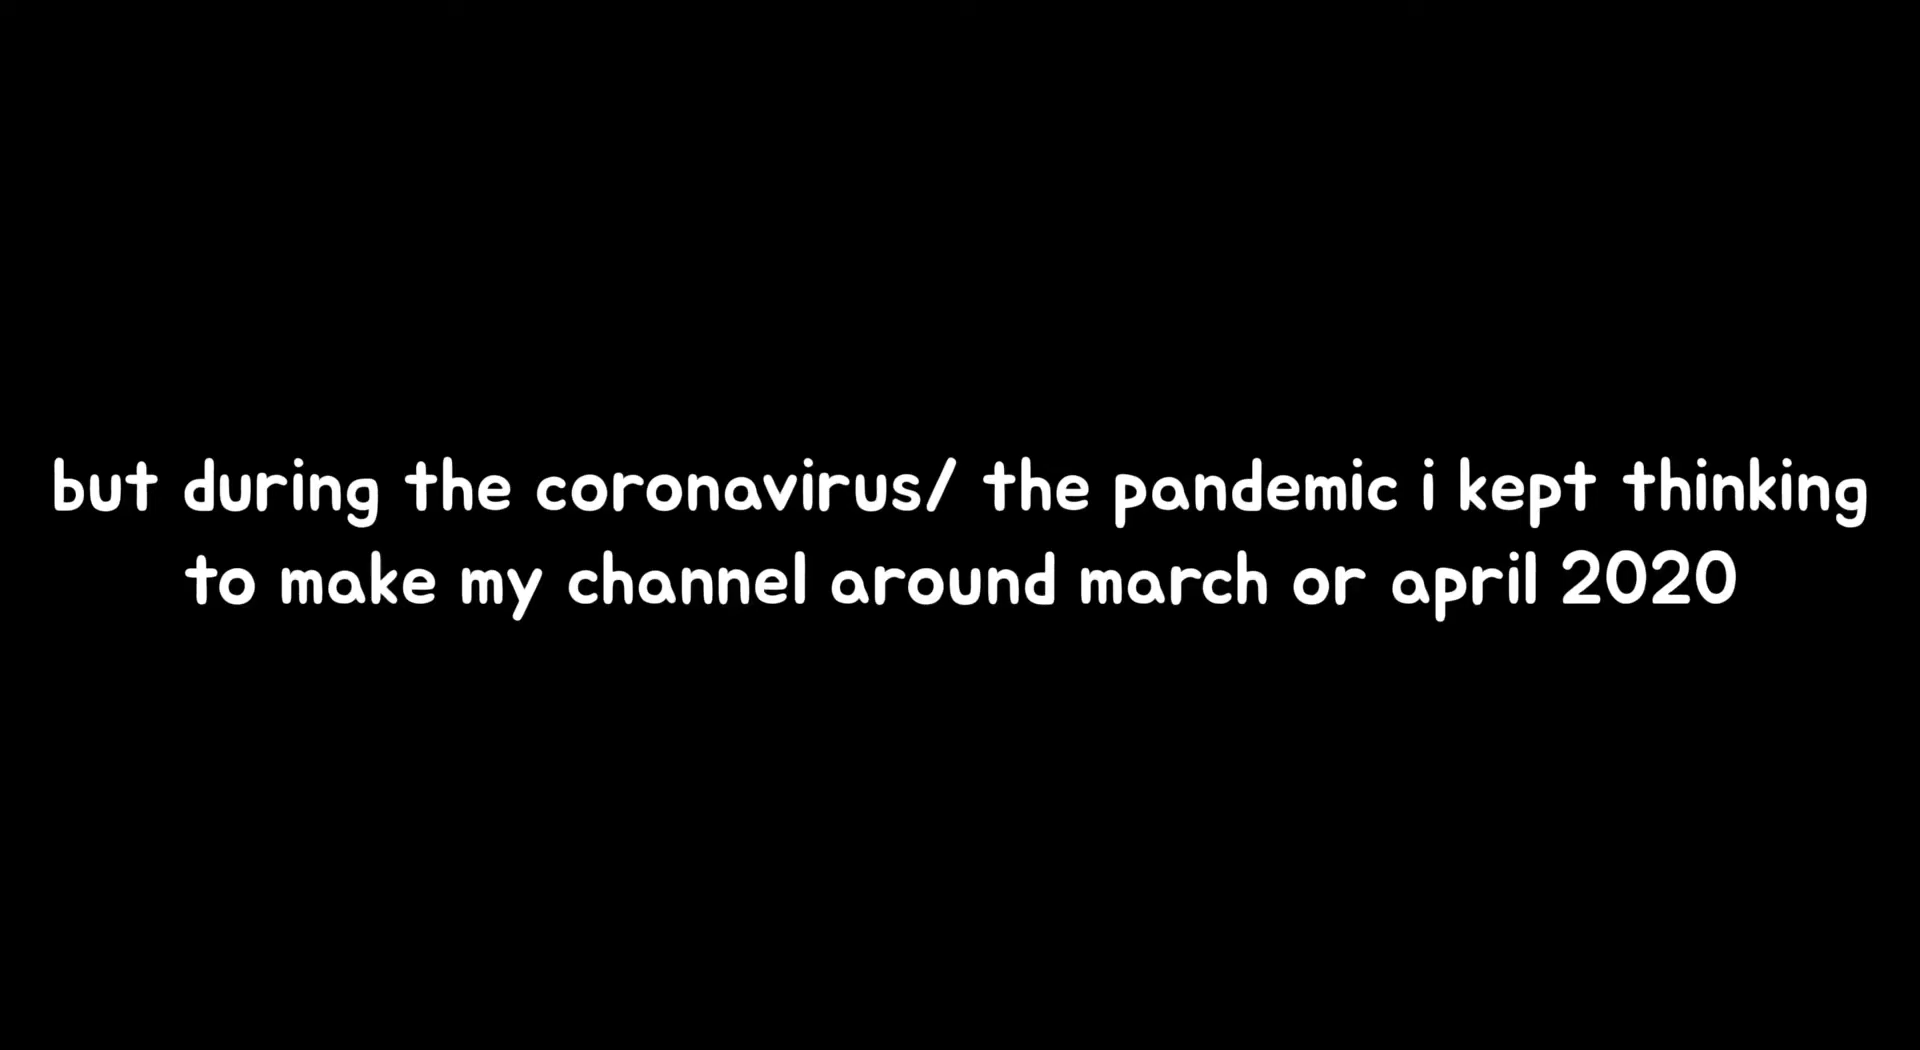 but during the coronavirus/ the pandemic i kept thinking
to make my channel around march or april 2020